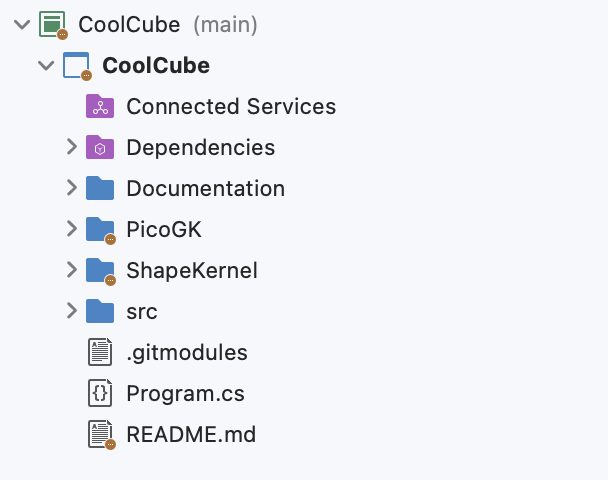 CoolCube (main)
CoolCube
Connected Services
Dependencies
Documentation
PicoGK
ShapeKernel
src
.gitmodules
Program.cs
README.md